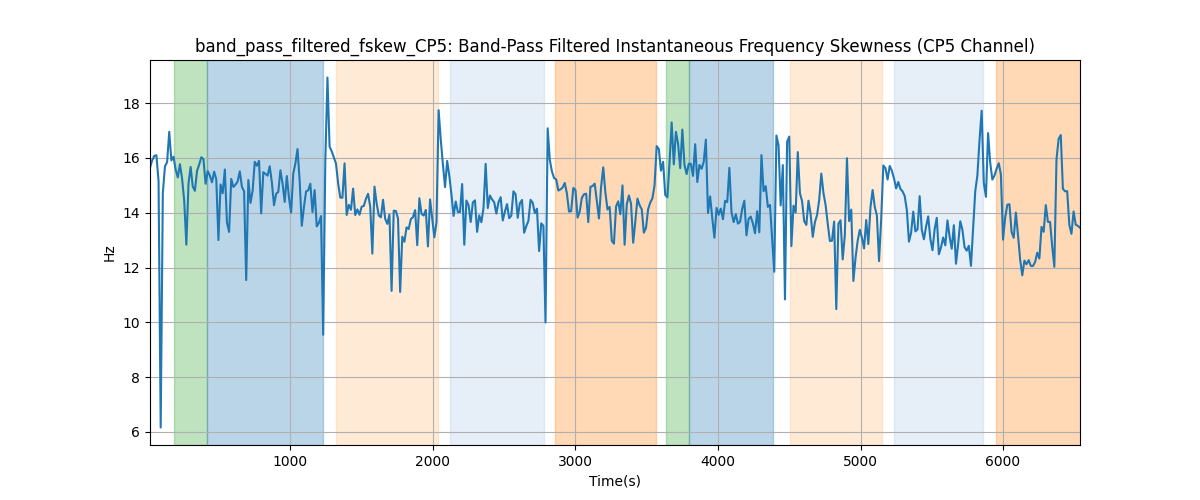 band_pass_filtered_fskew_CP5: Band-Pass Filtered Instantaneous Frequency Skewness (CP5 Channel)
18
16
14
12
10
8
6
Hz
1000 2000 3000 4000 5000 6000
Time(s)